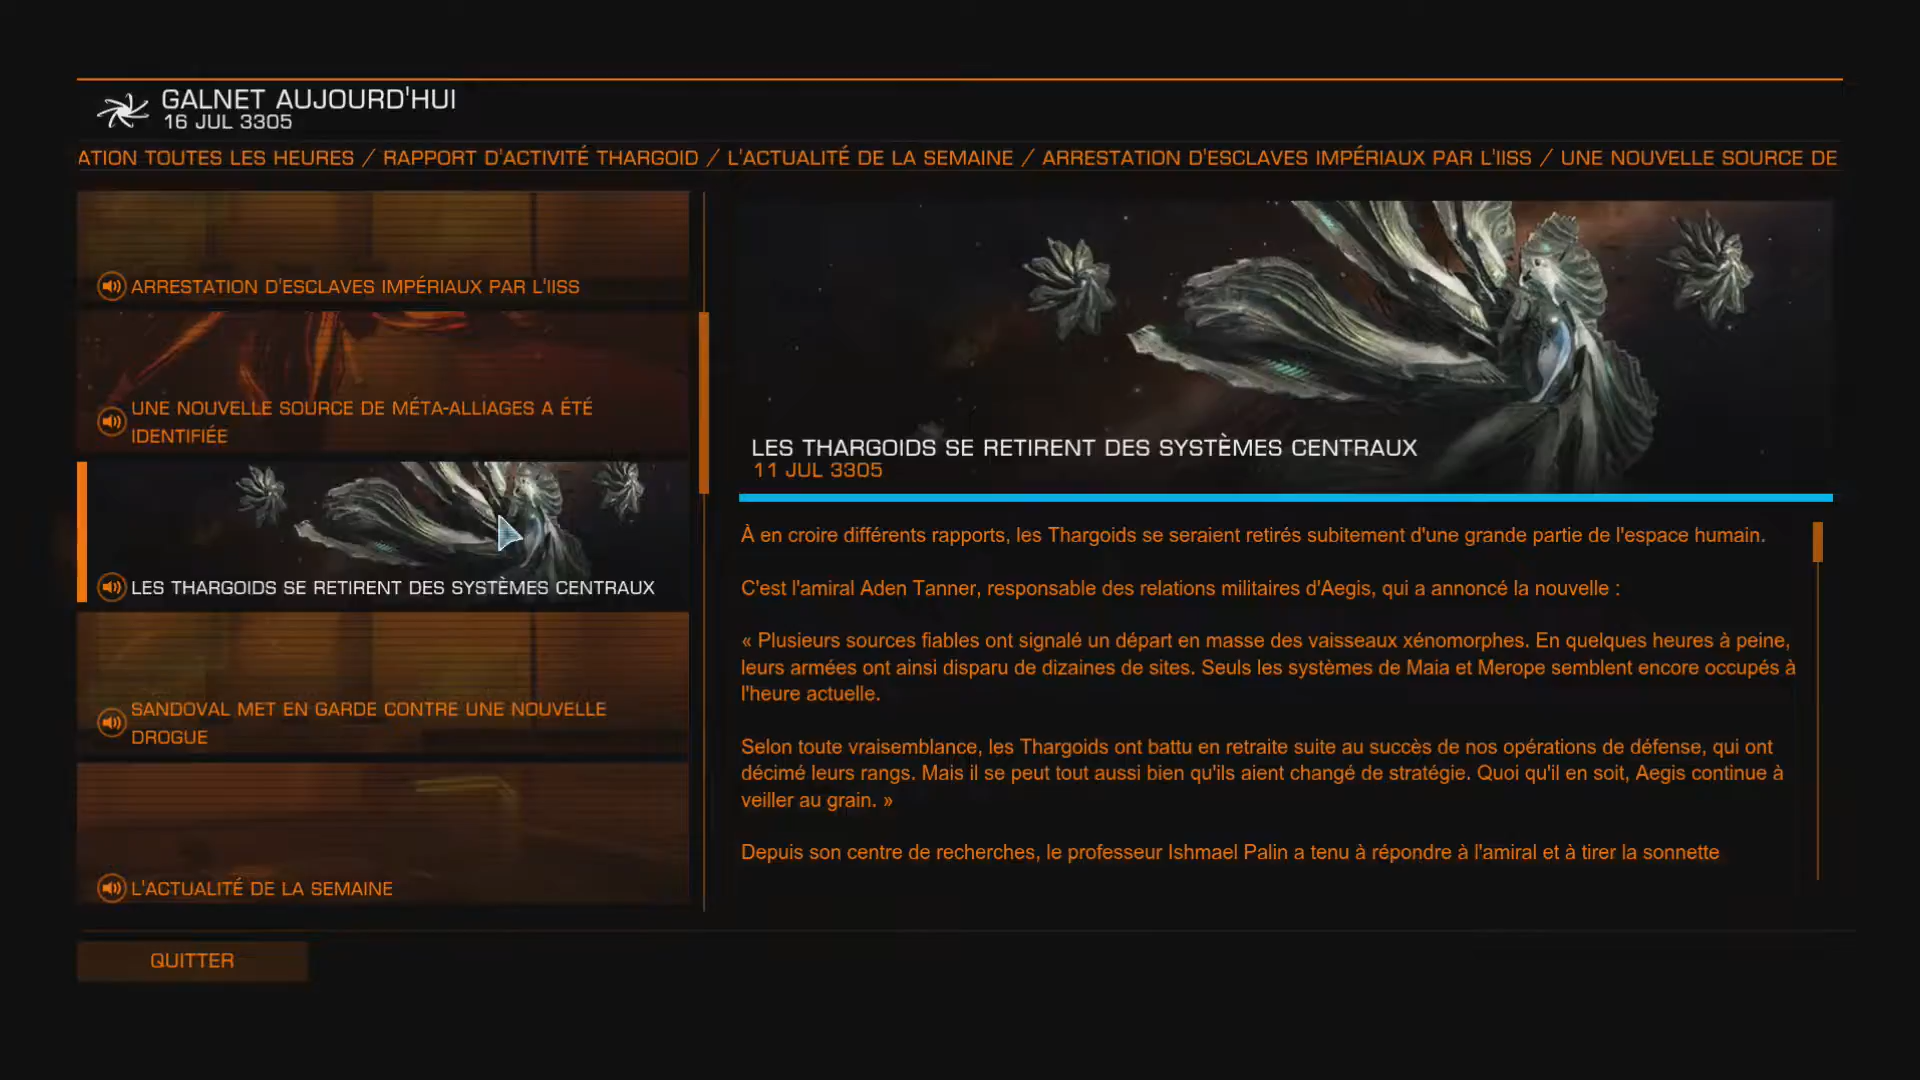 GALNET AUJOURD'HUI
16 JUL 3305
ATION TOUTES LES HEURES / RAPPORT D'ACTIVITÉ THARGOID / L'ACTUALITÉ DE LA SEMAINE / ARRESTATION D'ESCLAVES IMPÉRIAUX PAR L'IISS / UNE NOUVELLE SOURCE DE
ARRESTATION D'ESCLAVES IMPÉRIAUX PAR L'IISS
UNE NOUVELLE SOURCE DE MÉTA-ALLIAGES A ÉTÉ
IDENTIFIÉE
LES THARGOIDS SE RETIRENT DES SYSTÈMES CENTRAUX
SANDOVAL MET EN GARDE CONTRE UNE NOUVELLE
DROGUE
L'ACTUALITÉ DE LA SEMAINE
LES THARGOIDS SE RETIRENT DES SYSTÈMES CENTRAUX
11 JUL 3305
À en croire différents rapports, les Thargoids se seraient retirés subitement d'une grande partie de l'espace humain.
C'est l'amiral Aden Tanner, responsable des relations militaires d'Aegis, qui a annoncé la nouvelle :
« Plusieurs sources fiables ont signalé un départ en masse des vaisseaux xénomorphes. En quelques heures à peine,
leurs armées ont ainsi disparu de dizaines de sites. Seuls les systèmes de Maia et Merope semblent encore occupés à
l'heure actuelle.
Selon toute vraisemblance, les Thargoids ont battu en retraite suite au succès de nos opérations de défense, qui ont
décimé leurs rangs. Mais il se peut tout aussi bien qu'ils aient changé de stratégie. Quoi qu'il en soit, Aegis continue à
veiller au grain. »
Depuis son centre de recherches, le professeur Ishmael Palin a tenu à répondre à l'amiral et à tirer la sonnette
QUITTER